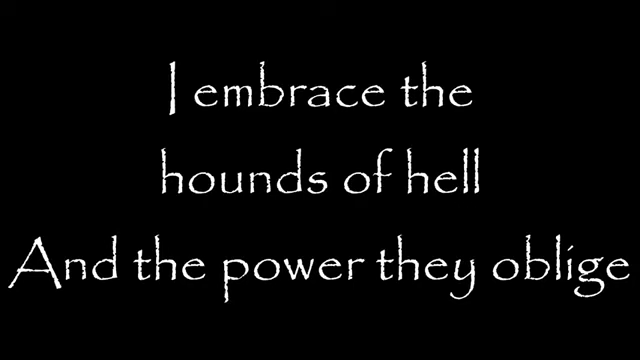 I embrace the
hounds of hell
And the power they oblige